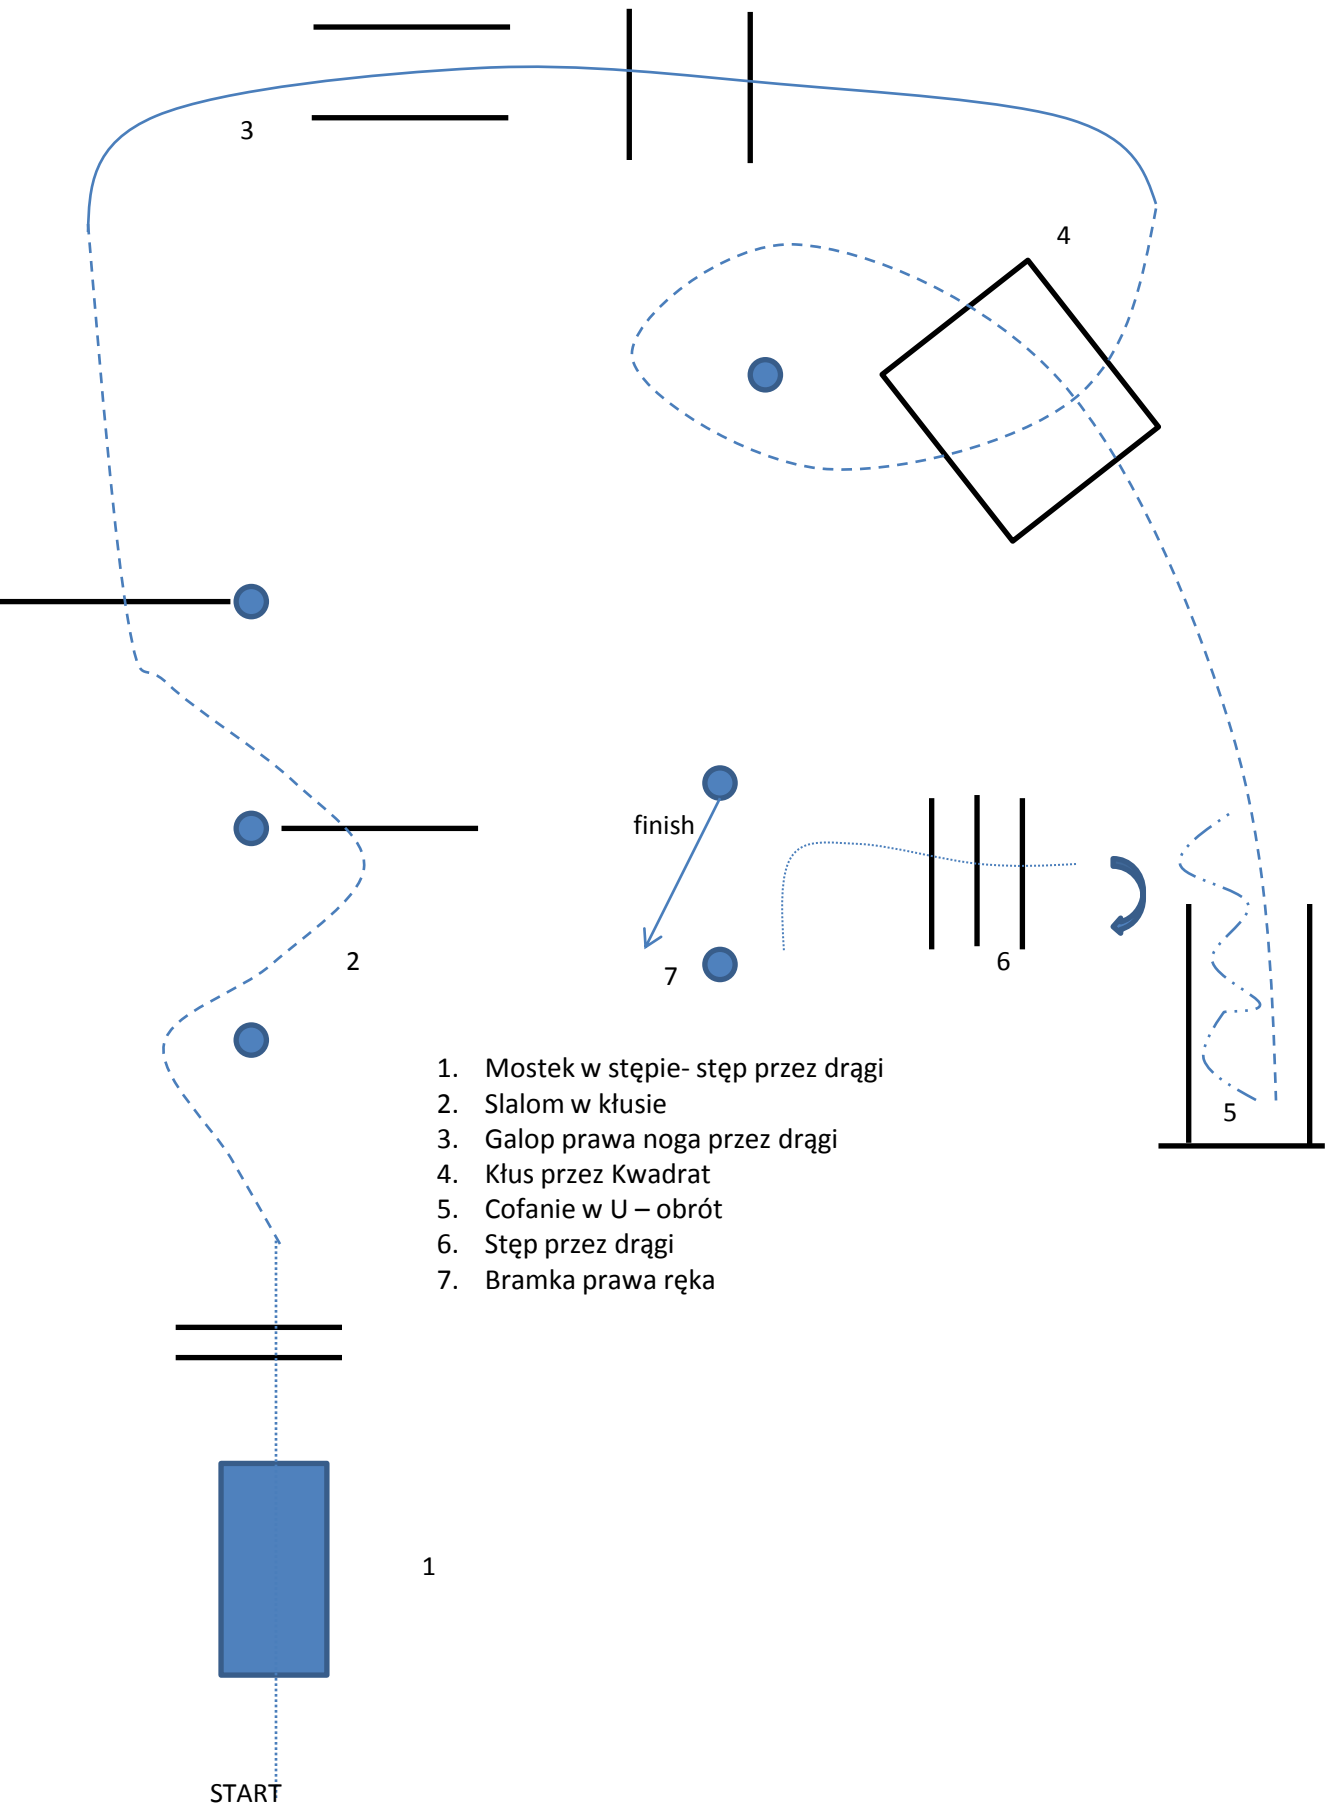 3
4
finish
2
7
6
1. Mostek w stępie- stęp przez drągi
2. Slalom w kłusie
3. Galop prawa noga przez drągi
4. Kłus przez Kwadrat
5. Cofanie w U – obrót
6. Stęp przez drągi
7. Bramka prawa ręka
5
1
START